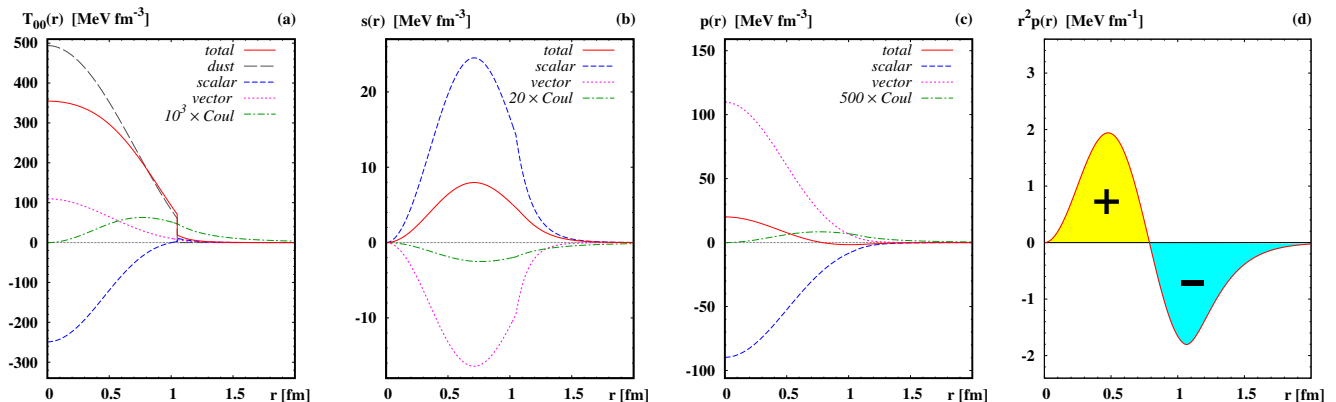 T₀₀(r) [MeV fm⁻³] (a)
total
dust
scalar
vector
10³ × Coul
500
400
300
200
100
0
-100
-200
-300
0 0.5 1 1.5 r [fm]
s(r) [MeV fm⁻³] (b)
total
scalar
vector
20 × Coul
20
10
0
-10
0 0.5 1 1.5 r [fm]
p(r) [MeV fm⁻³] (c)
total
scalar
vector
500 × Coul
150
100
50
0
-50
-100
0 0.5 1 1.5 r [fm]
r²p(r) [MeV fm⁻¹] (d)
3
2
1
0
-1
-2
+
−
0 0.5 1 1.5 r [fm]